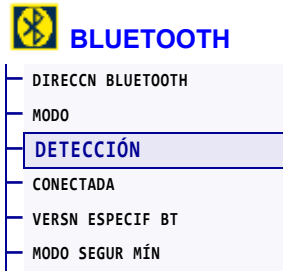 BLUETOOTH
DIRECCN BLUETOOTH
MODO
DETECCIÓN
CONECTADA
VERSN ESPECIF BT
MODO SEGUR MÍN